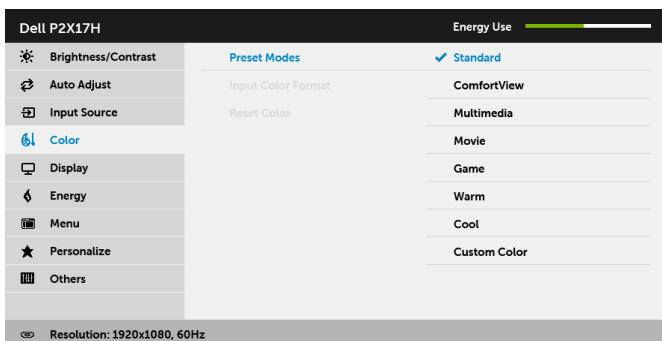 Dell P2X17H Energy Use
Brightness/Contrast Preset Modes Standard
Auto Adjust Input Color Format ComfortView
Input Source Reset Color Multimedia
Color Movie
Display Game
Energy Warm
Menu Cool
Personalize Custom Color
Others
Resolution: 1920x1080, 60Hz